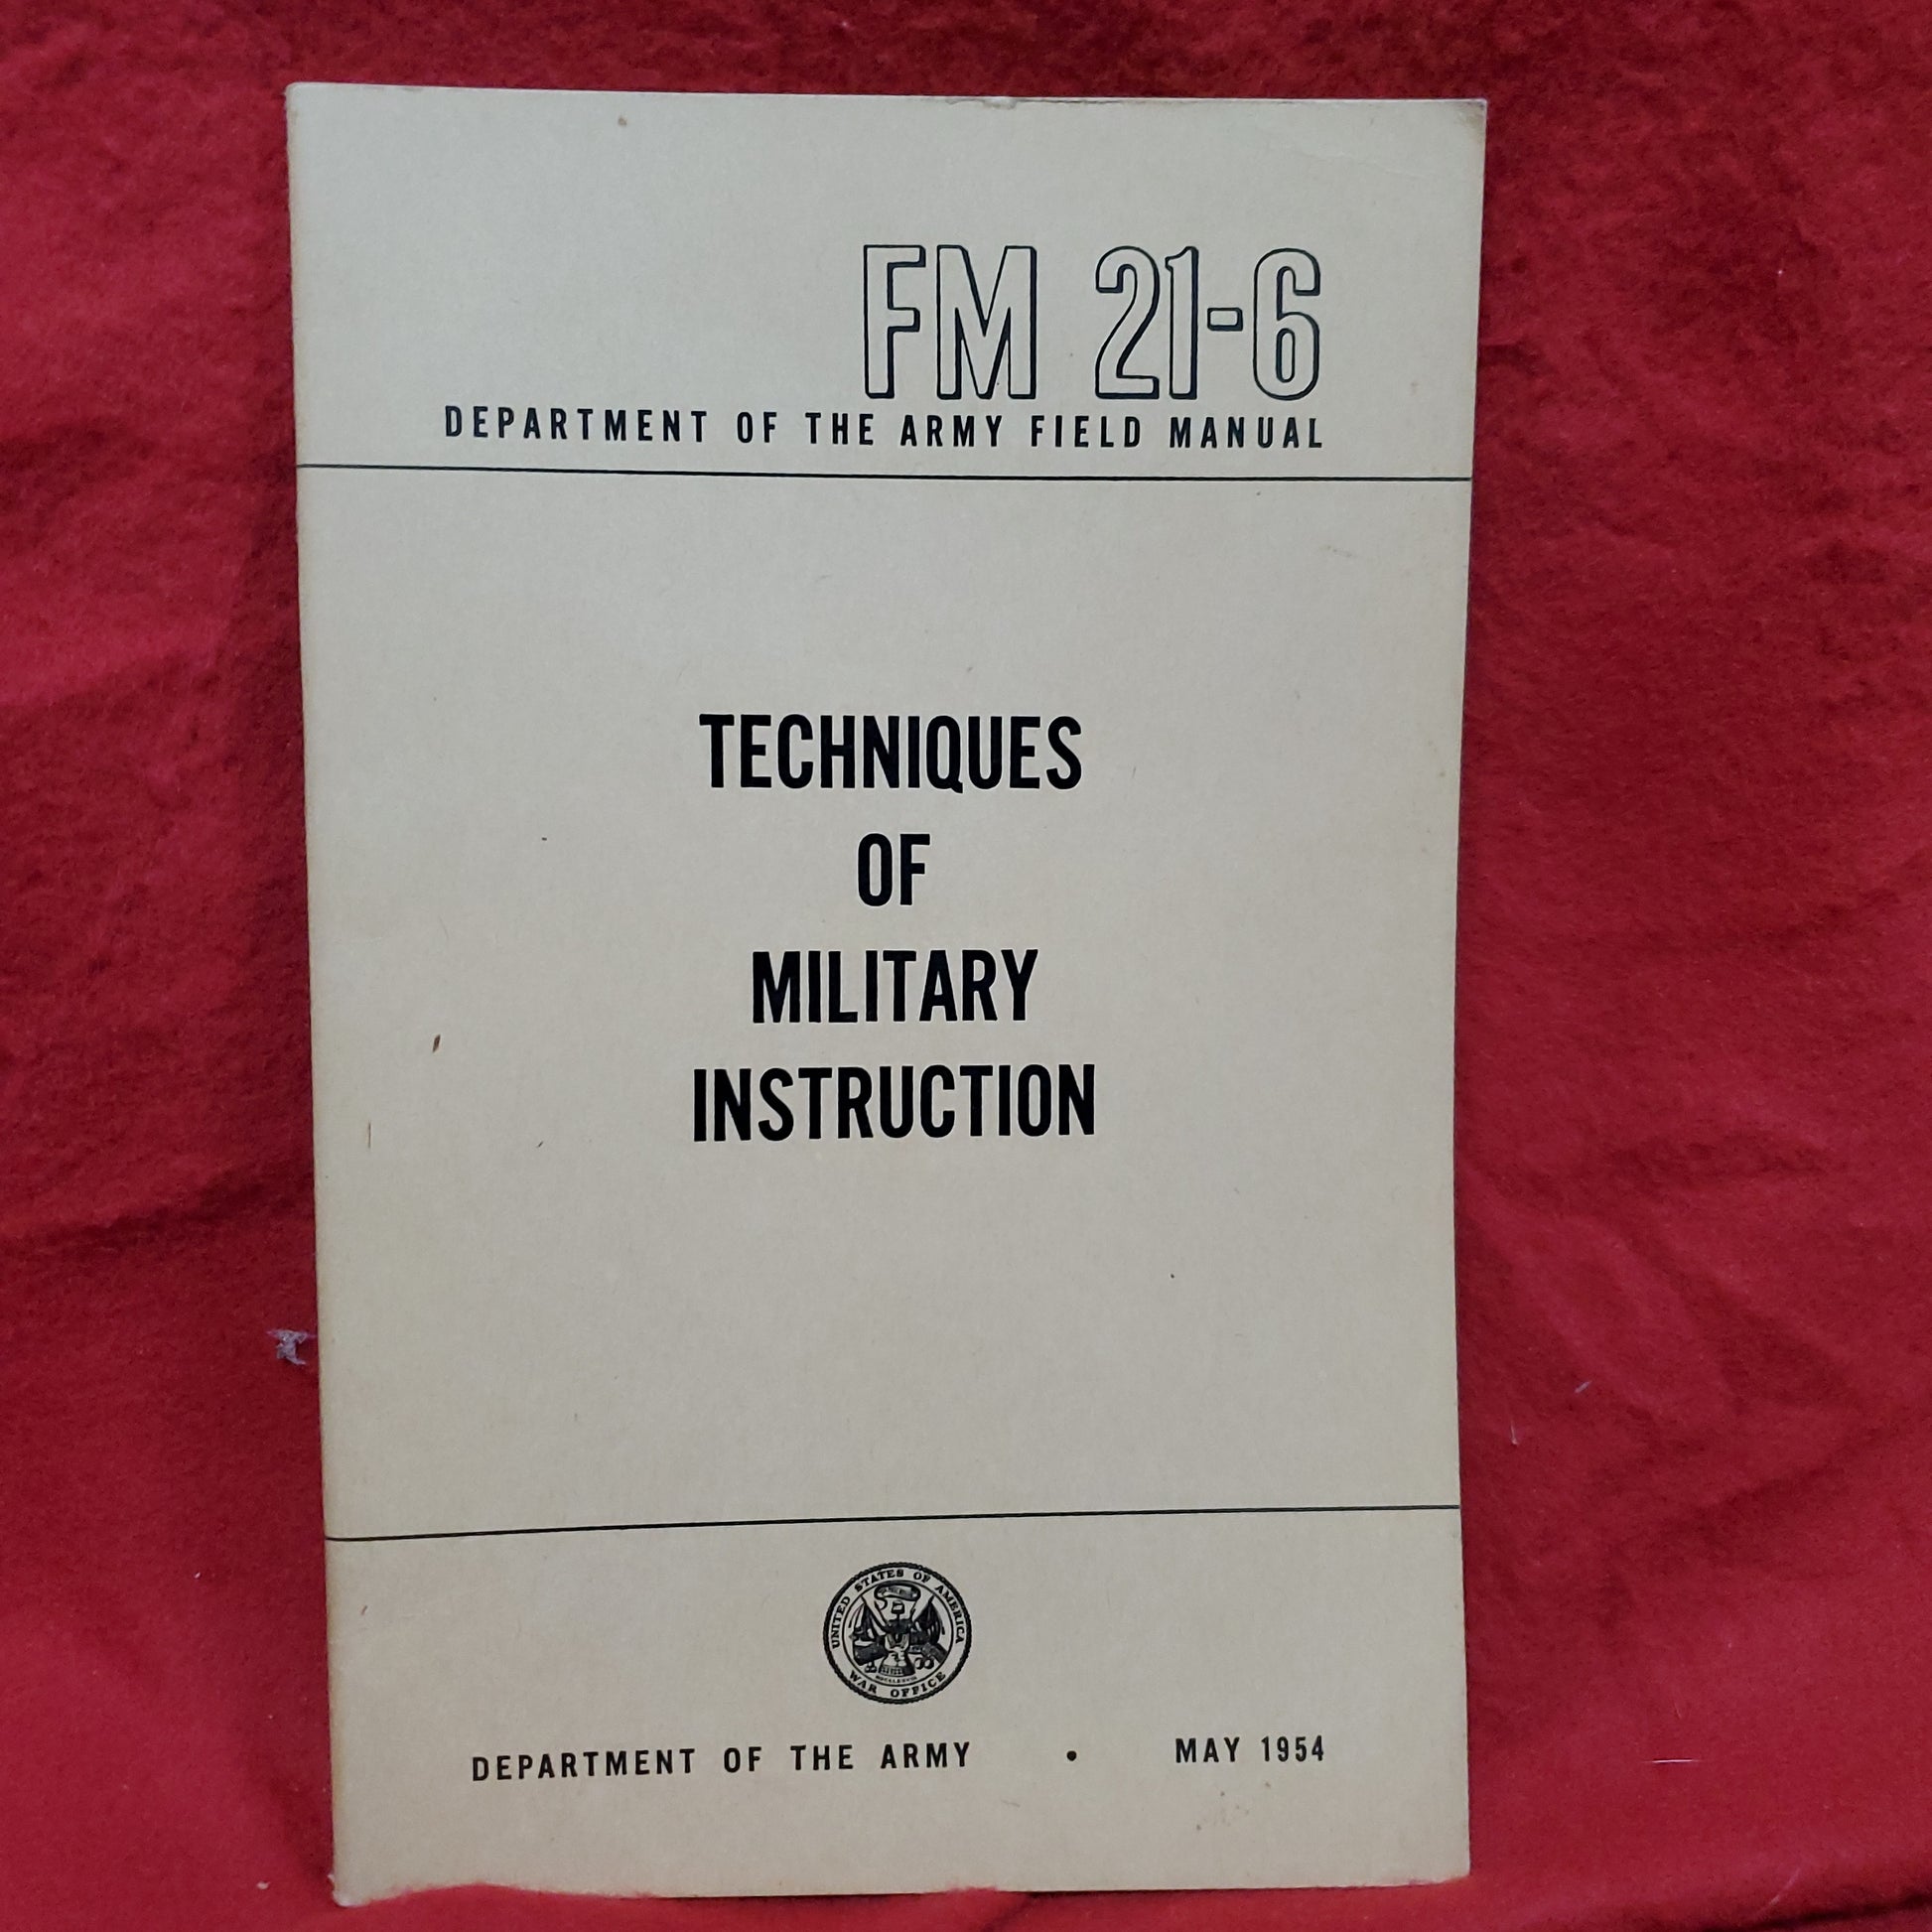 FM 21-6
DEPARTMENT OF THE ARMY FIELD MANUAL
TECHNIQUES
OF
MILITARY
INSTRUCTION
UNITED STATES OF AMERICA
WAR OFFICE
DEPARTMENT OF THE ARMY • MAY 1954